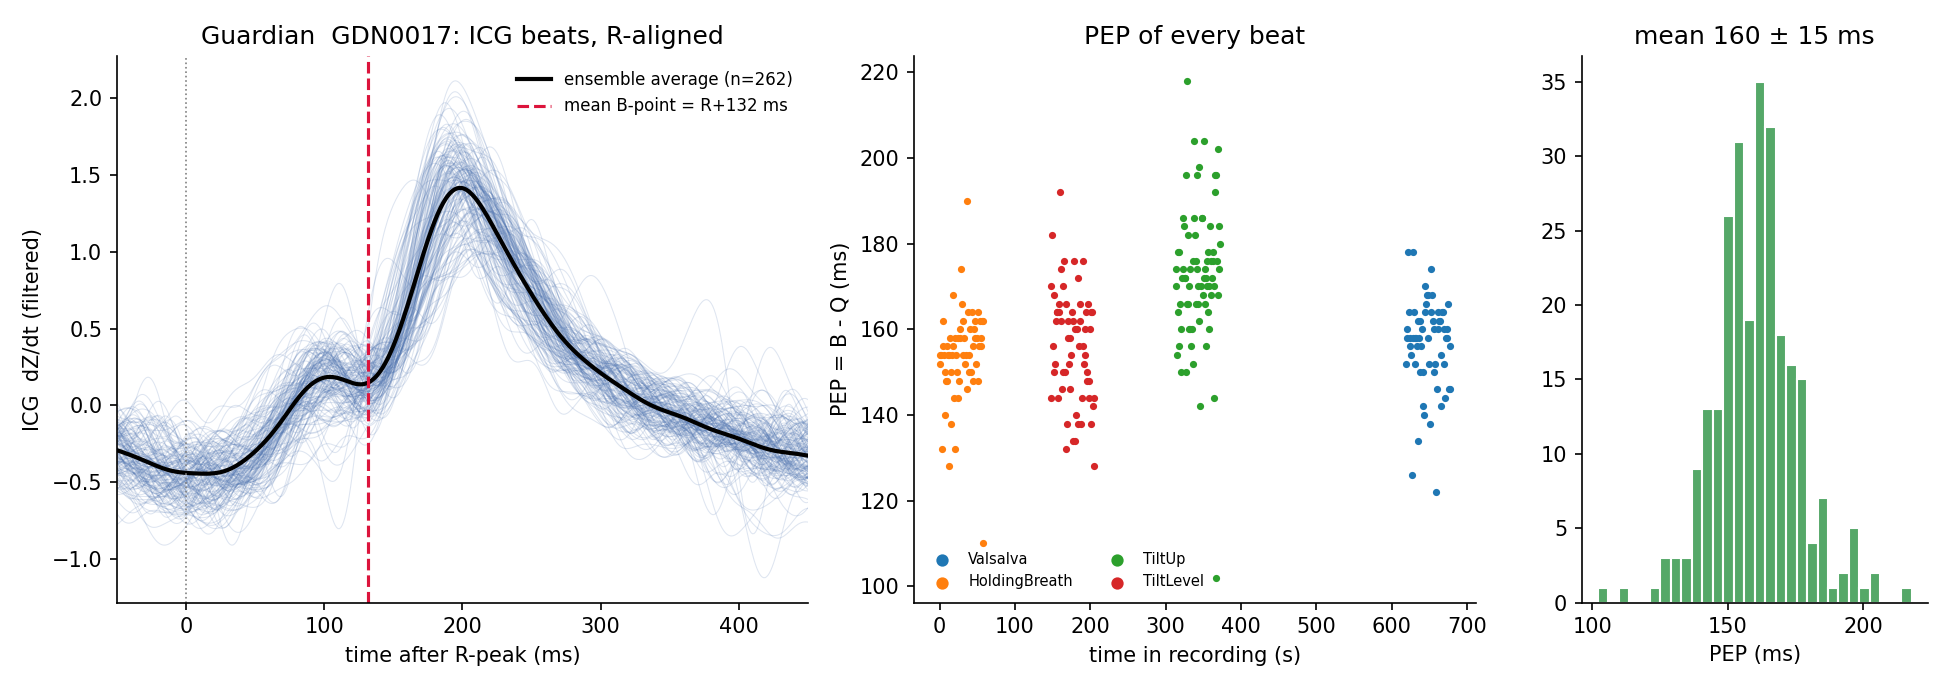 Guardian  GDN0017: ICG beats, R-aligned
ensemble average (n=262)
mean B-point = R+132 ms
ICG  dZ/dt (filtered)
2.0
1.5
1.0
0.5
0.0
−0.5
−1.0
0
100
200
300
400
time after R-peak (ms)
PEP of every beat
PEP = B - Q (ms)
220
200
180
160
140
120
100
Valsalva
HoldingBreath
TiltUp
TiltLevel
0
100
200
300
400
500
600
700
time in recording (s)
mean 160 ± 15 ms
35
30
25
20
15
10
5
0
100
150
200
PEP (ms)